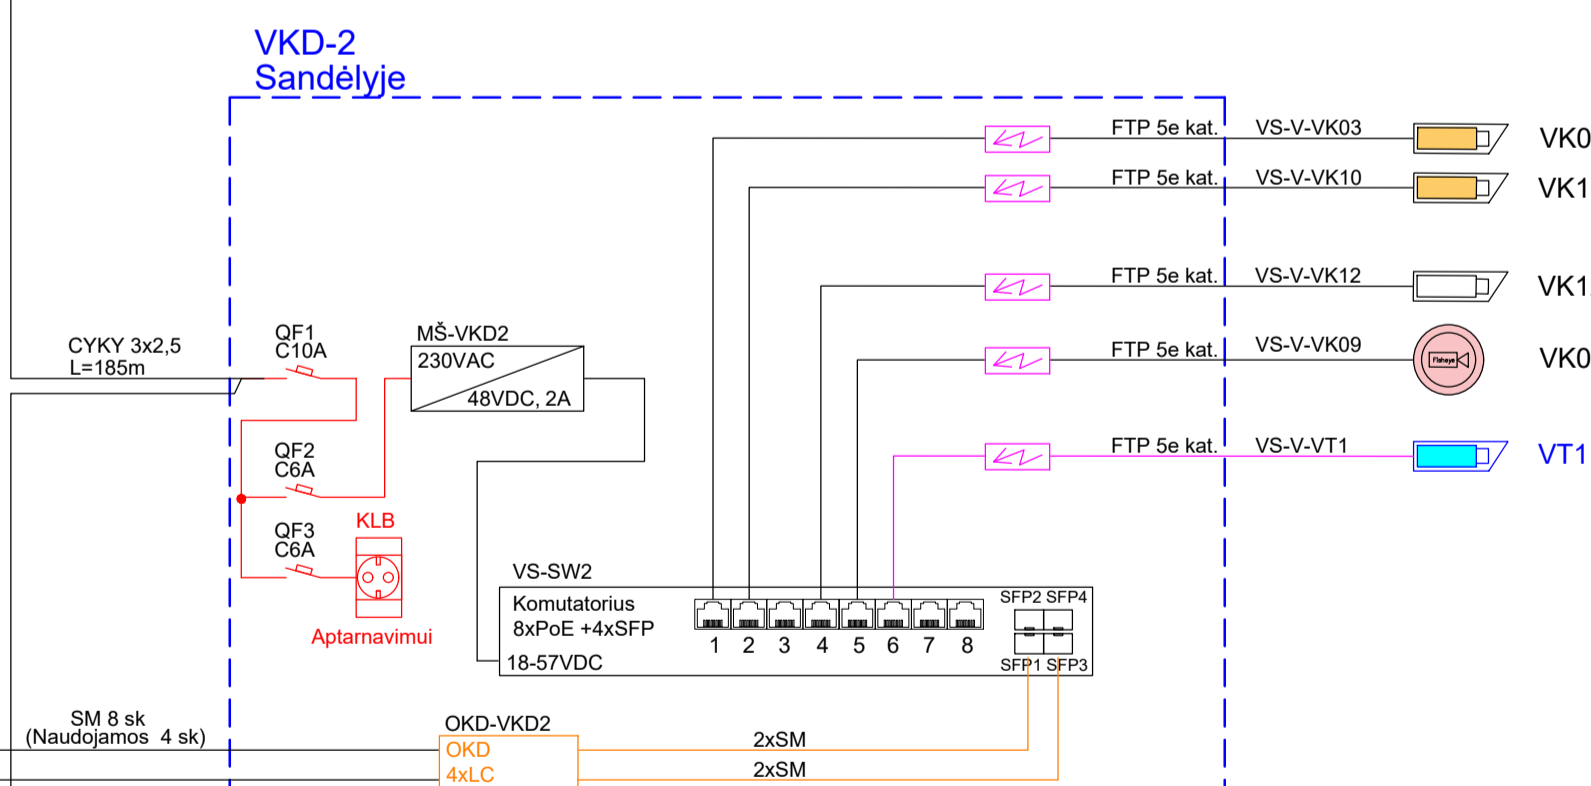 VKD-2
Sandėlyje
FTP 5e kat.
VS-V-VK03
VK0
FTP 5e kat.
VS-V-VK10
VK1
FTP 5e kat.
VS-V-VK12
VK1
FTP 5e kat.
VS-V-VK09
Fisheye
VK0
FTP 5e kat.
VS-V-VT1
VT1
CYKY 3x2,5
L=185m
QF1
C10A
MŠ-VKD2
230VAC
48VDC, 2A
QF2
C6A
QF3
C6A
KLB
Aptarnavimui
VS-SW2
Komutatorius
8xPoE +4xSFP
18-57VDC
1 2 3 4 5 6 7 8
SFP2 SFP4
SFP1 SFP3
SM 8 sk
(Naudojamos 4 sk)
OKD-VKD2
OKD
4xLC
2xSM
2xSM